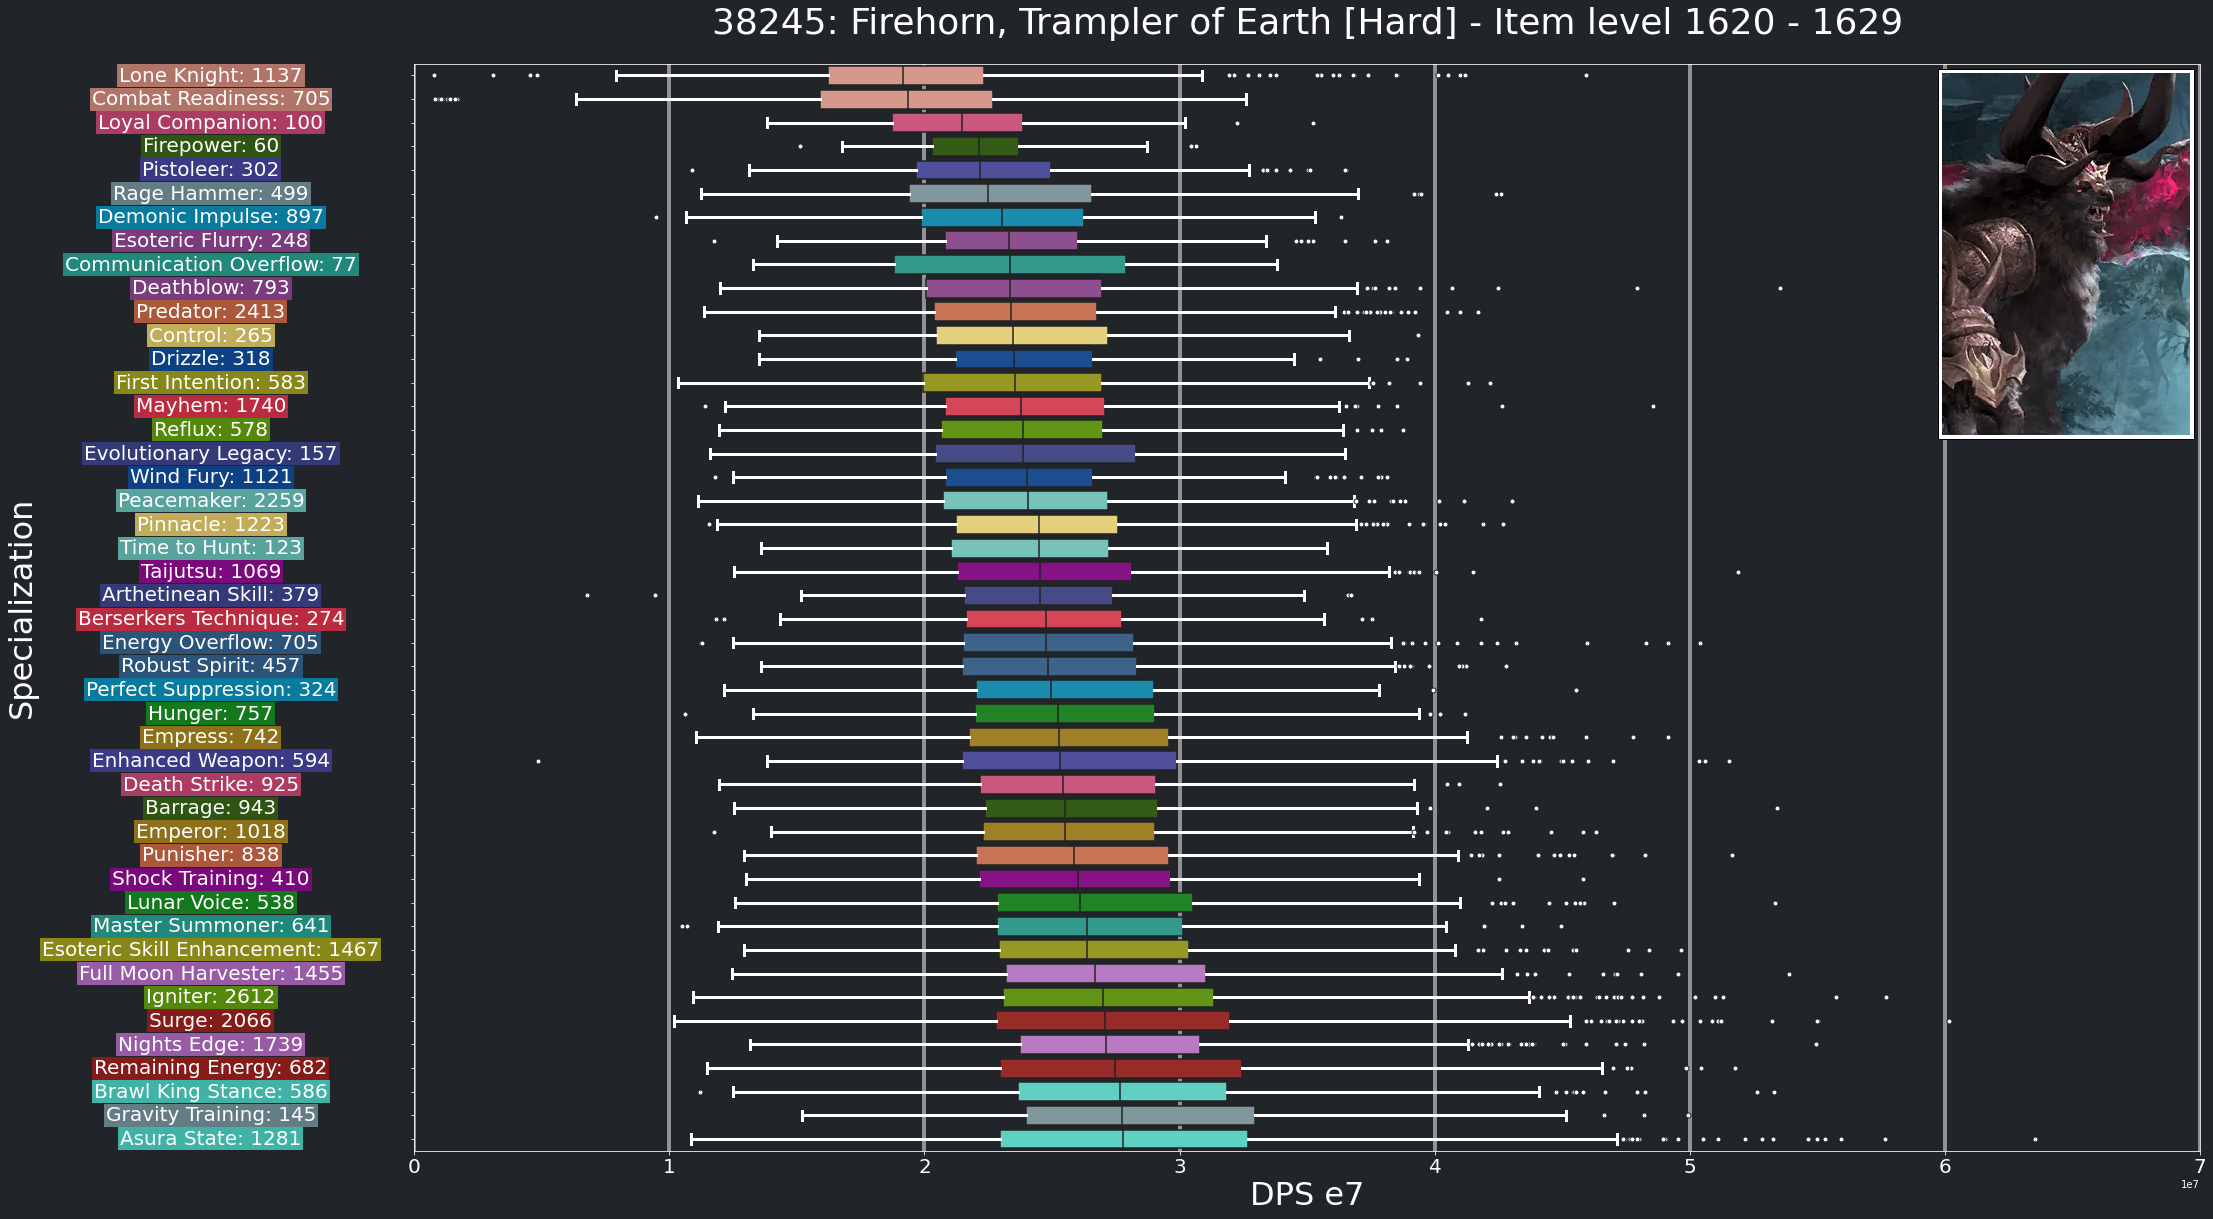 38245: Firehorn, Trampler of Earth [Hard] - Item level 1620 - 1629
Lone Knight: 1137
Combat Readiness: 705
Loyal Companion: 100
Firepower: 60
Pistoleer: 302
Rage Hammer: 499
Demonic Impulse: 897
Esoteric Flurry: 248
Communication Overflow: 77
Deathblow: 793
Predator: 2413
Control: 265
Drizzle: 318
First Intention: 583
Mayhem: 1740
Reflux: 578
Evolutionary Legacy: 157
Wind Fury: 1121
Peacemaker: 2259
Pinnacle: 1223
Time to Hunt: 123
Taijutsu: 1069
Arthetinean Skill: 379
Berserkers Technique: 274
Energy Overflow: 705
Robust Spirit: 457
Perfect Suppression: 324
Hunger: 757
Empress: 742
Enhanced Weapon: 594
Death Strike: 925
Barrage: 943
Emperor: 1018
Punisher: 838
Shock Training: 410
Lunar Voice: 538
Master Summoner: 641
Esoteric Skill Enhancement: 1467
Full Moon Harvester: 1455
Igniter: 2612
Surge: 2066
Nights Edge: 1739
Remaining Energy: 682
Brawl King Stance: 586
Gravity Training: 145
Asura State: 1281
Specialization
0 1 2 3 4 5 6 7
1e7
DPS e7